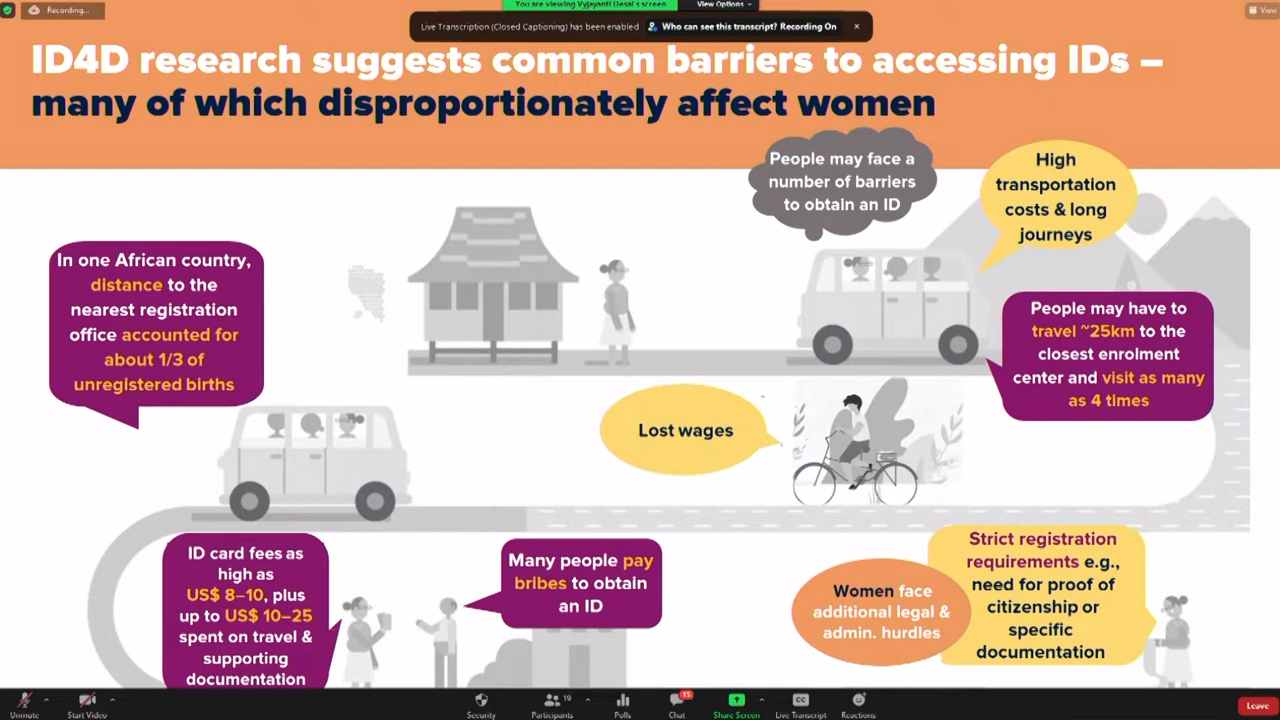 Recording...
You are viewing Vyjayanti Desai's screen
View Options
View
Live Transcription (Closed Captioning) has been enabled
Who can see this transcript? Recording On
ID4D research suggests common barriers to accessing IDs –
many of which disproportionately affect women
People may face a
number of barriers
to obtain an ID
High
transportation
costs & long
journeys
In one African country,
distance to the
nearest registration
office accounted for
about 1/3 of
unregistered births
People may have to
travel ~25km to the
closest enrolment
center and visit as many
as 4 times
Lost wages
ID card fees as
high as
US$ 8–10, plus
up to US$ 10–25
spent on travel &
supporting
documentation
Many people pay
bribes to obtain
an ID
Women face
additional legal &
admin. hurdles
Strict registration
requirements e.g.,
need for proof of
citizenship or
specific
documentation
Unmute
Start Video
Security
19
Participants
Polls
15
Chat
Share Screen
CC
Live Transcript
Reactions
Leave